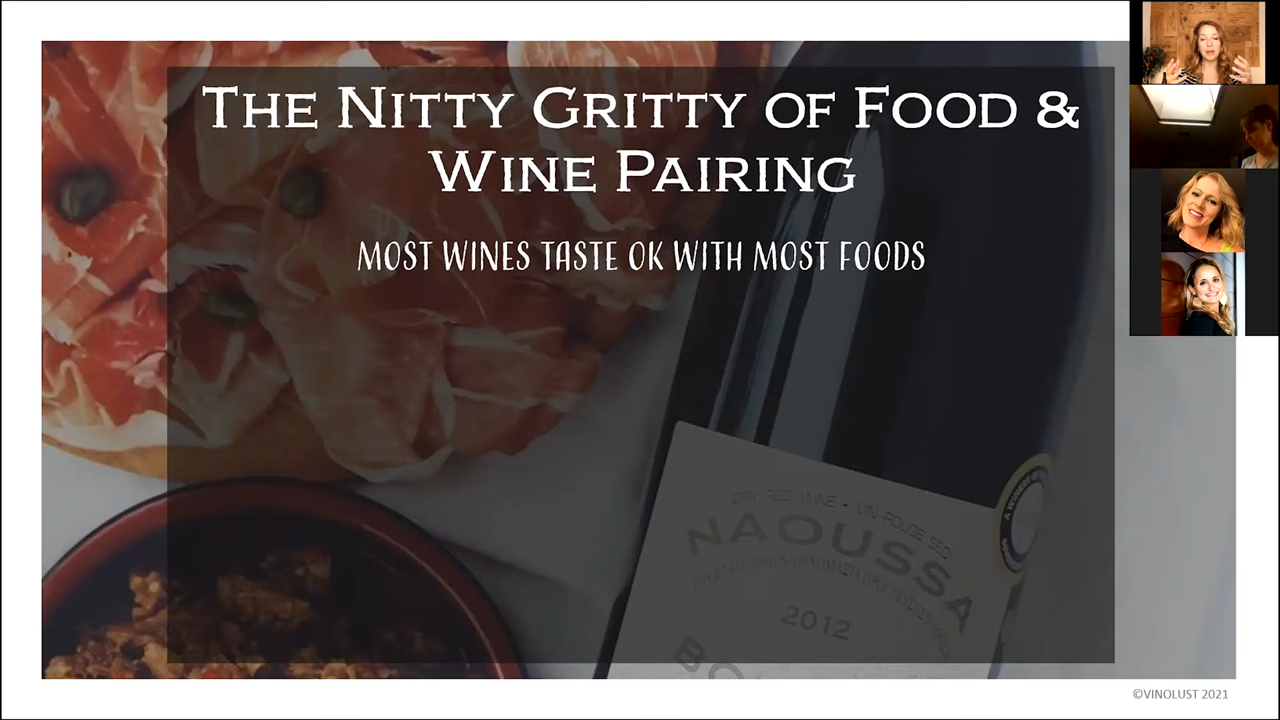 THE NITTY GRITTY OF FOOD &
WINE PAIRING
MOST WINES TASTE OK WITH MOST FOODS
DRY RED WINE - VIN ROUGE SEC
NAOUSSA
2012
©VINOLUST 2021